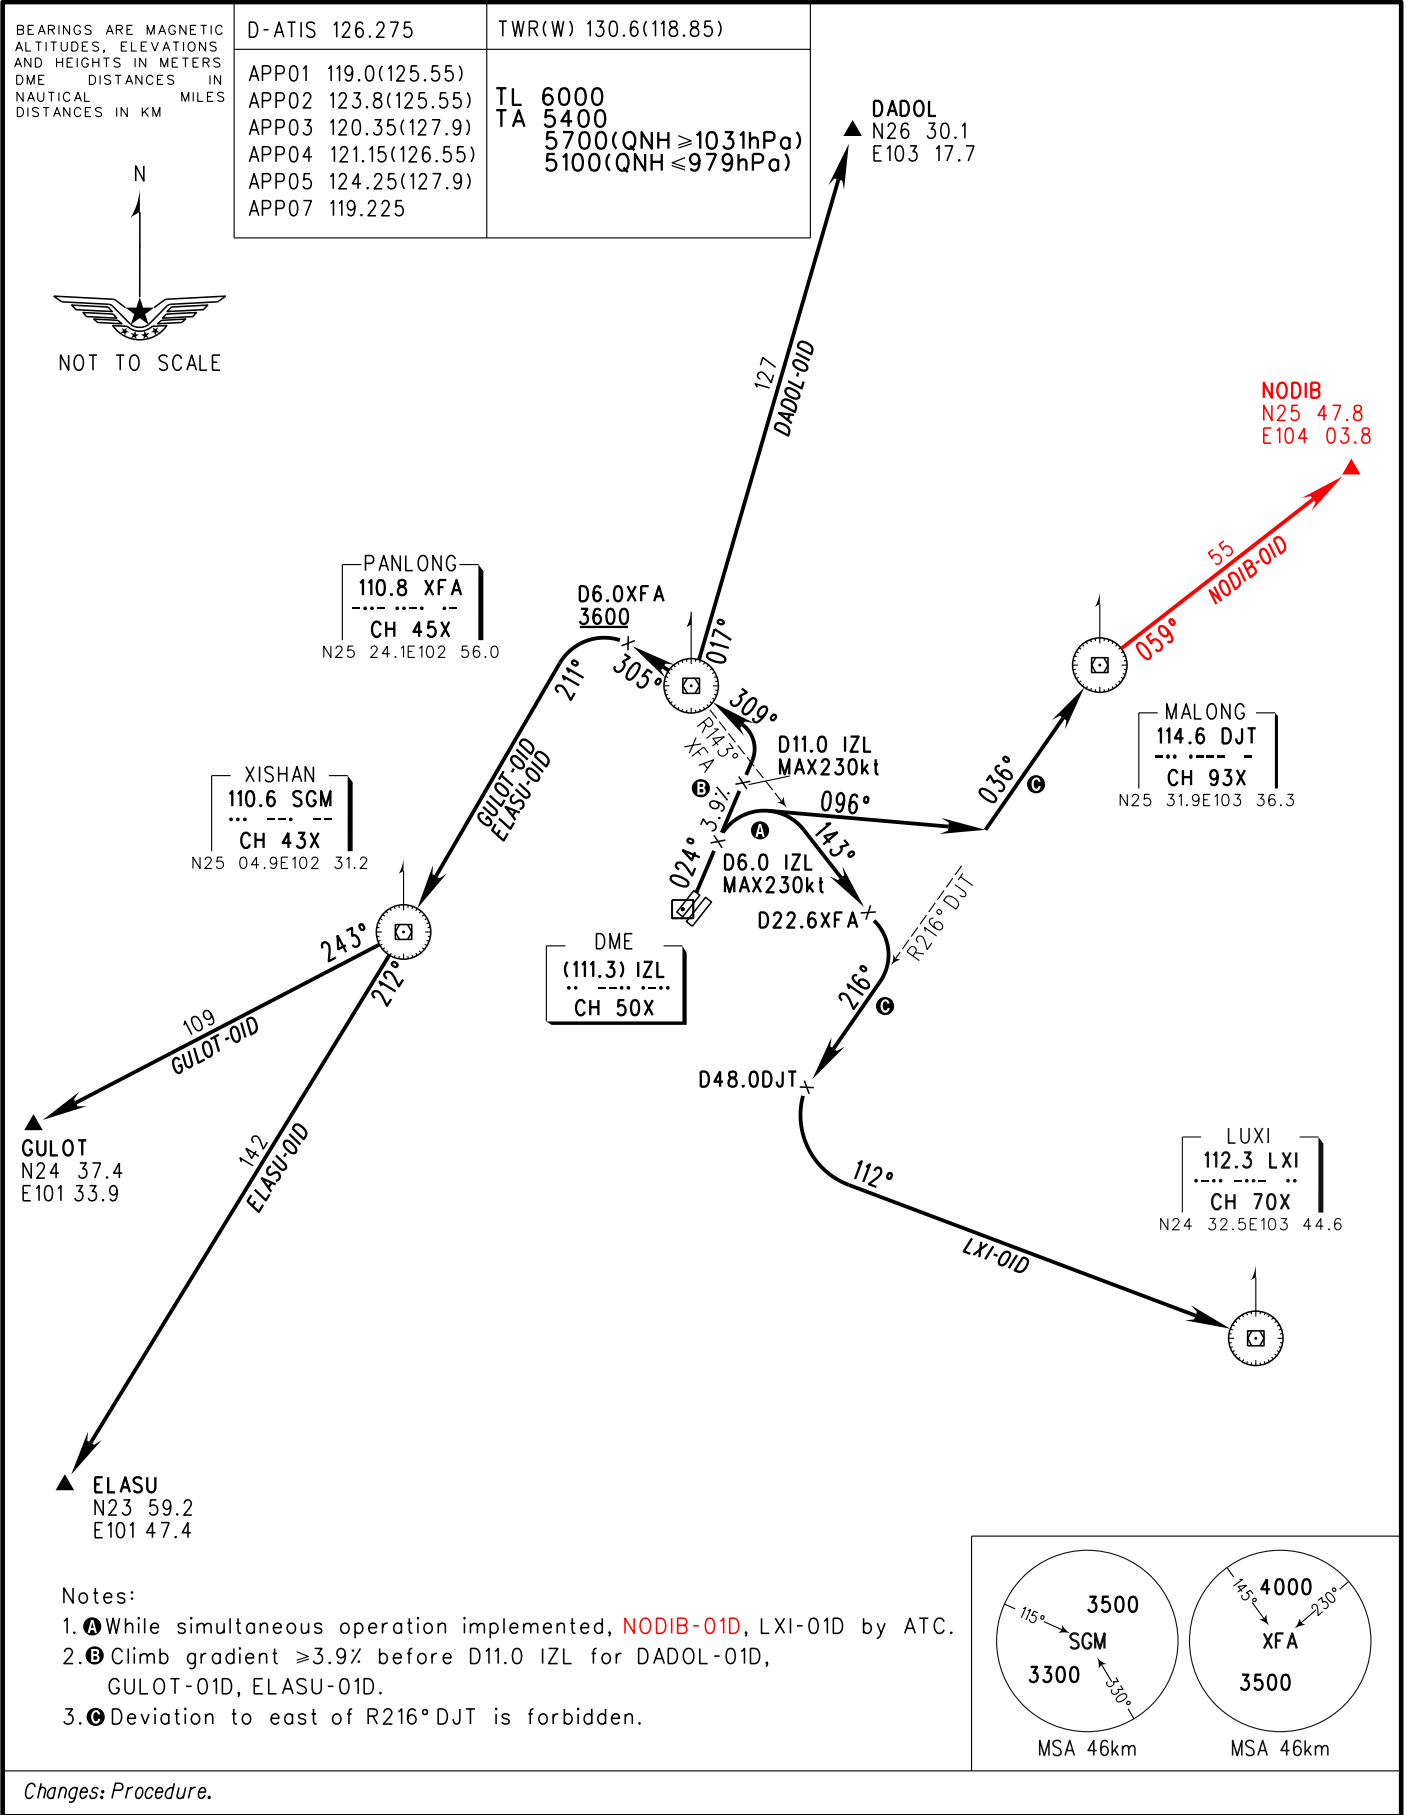 BEARINGS ARE MAGNETIC
ALTITUDES, ELEVATIONS
AND HEIGHTS IN METERS
DME DISTANCES IN
NAUTICAL MILES
DISTANCES IN KM
D-ATIS 126.275
TWR(W) 130.6(118.85)
APP01 119.0(125.55)
APP02 123.8(125.55)
APP03 120.35(127.9)
APP04 121.15(126.55)
APP05 124.25(127.9)
APP07 119.225
TL 6000
TA 5400
5700(QNH≥1031hPa)
5100(QNH≤979hPa)
N
NOT TO SCALE
DADOL
N26 30.1
E103 17.7
127
DADOL-01D
NODIB
N25 47.8
E104 03.8
55
NODIB-01D
059°
PANLONG
110.8 XFA
CH 45X
N25 24.1E102 56.0
D6.0XFA
3600
305°
017°
211°
309°
R143°
XFA
D11.0 IZL
MAX230kt
GULOT-01D
ELASU-01D
B
3.9%
A
096°
036°
C
MALONG
114.6 DJT
CH 93X
N25 31.9E103 36.3
XISHAN
110.6 SGM
CH 43X
N25 04.9E102 31.2
024°
143°
D6.0 IZL
MAX230kt
D22.6XFA
R216°DJT
DME
(111.3) IZL
CH 50X
243°
212°
216°
C
109
GULOT-01D
D48.0DJT
GULOT
N24 37.4
E101 33.9
142
ELASU-01D
112°
LXI-01D
LUXI
112.3 LXI
CH 70X
N24 32.5E103 44.6
ELASU
N23 59.2
E101 47.4
Notes:
1. A While simultaneous operation implemented, NODIB-01D, LXI-01D by ATC.
2. B Climb gradient ≥3.9% before D11.0 IZL for DADOL-01D,
GULOT-01D, ELASU-01D.
3. C Deviation to east of R216°DJT is forbidden.
115°
3500
SGM
3300
330°
MSA 46km
145°
4000
230°
XFA
3500
MSA 46km
Changes: Procedure.